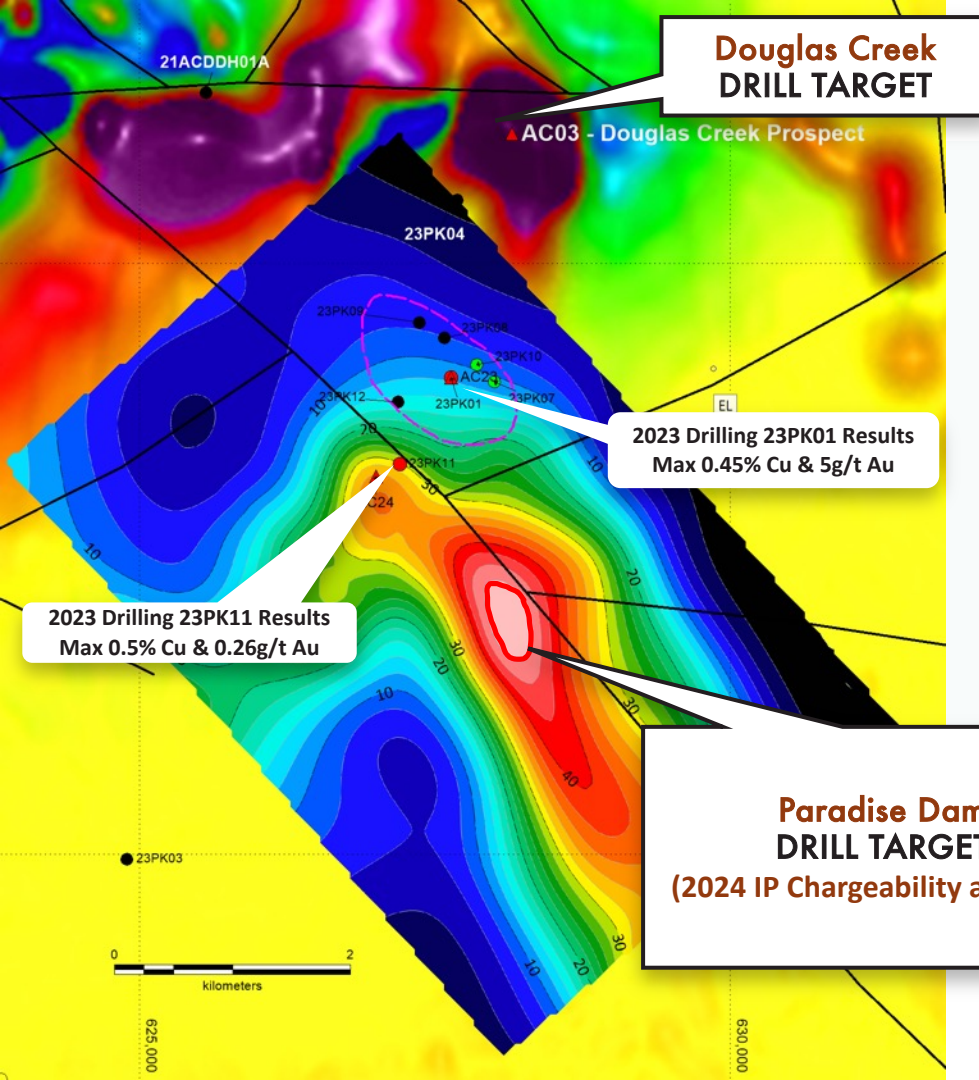 Douglas Creek
DRILL TARGET
21ACDDH01A
AC03 - Douglas Creek Prospect
23PK04
23PK09
23PK08
23PK10
AC23
23PK07
23PK12
23PK01
10
70
2023 Drilling 23PK01 Results
Max 0.45% Cu & 5g/t Au
EL
10
23PK11
30
C24
10
20
2023 Drilling 23PK11 Results
Max 0.5% Cu & 0.26g/t Au
30
20
10
30
40
Paradise Dam
DRILL TARGET
(2024 IP Chargeability a
23PK03
30
20
10
0
2
kilometers
625,000
630,000